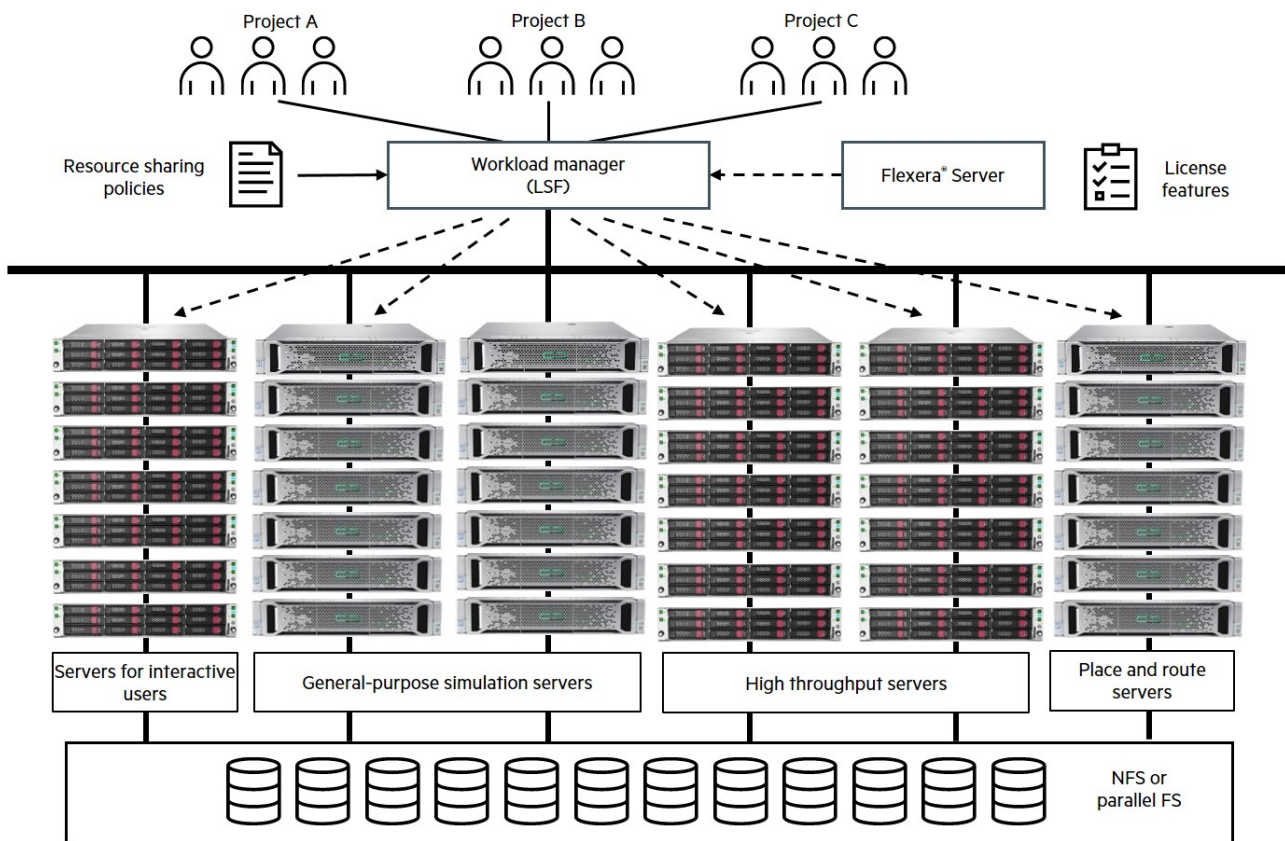 Project A
Project B
Project C
Resource sharing
policies
Workload manager
(LSF)
Flexera® Server
License
features
Servers for interactive
users
General-purpose simulation servers
High throughput servers
Place and route
servers
NFS or
parallel FS